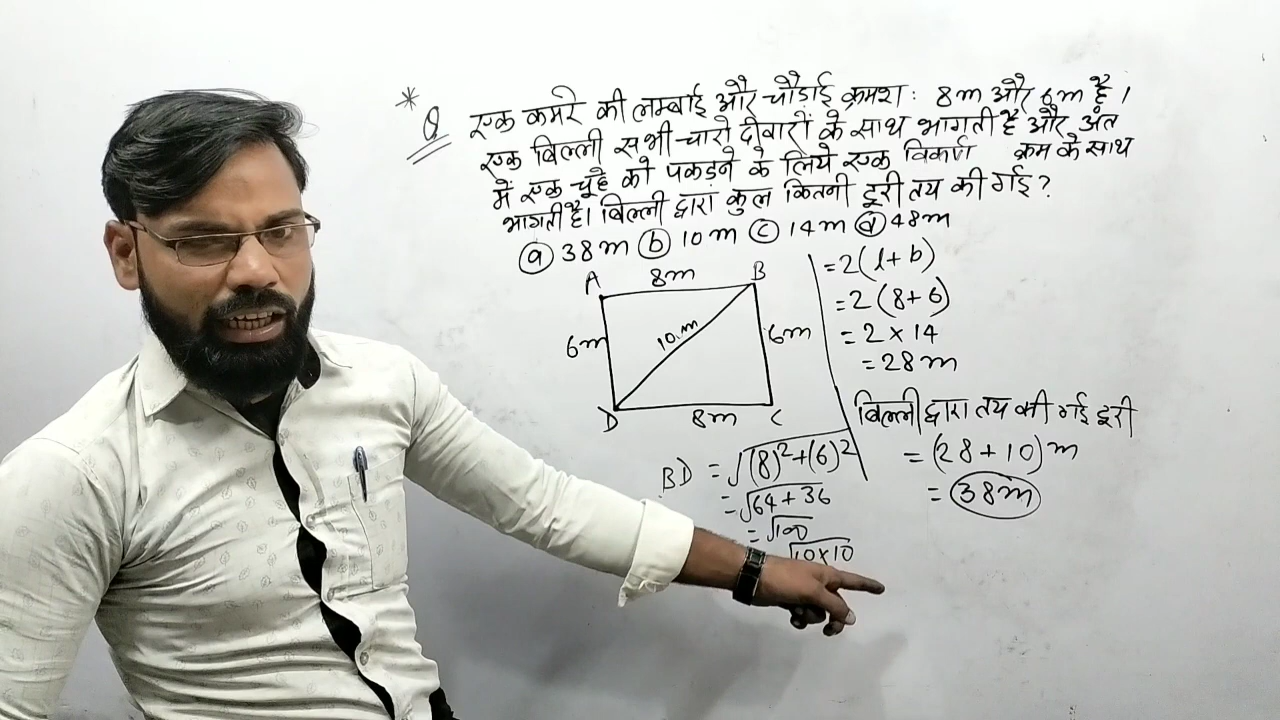 *
Q एक कमरे की लम्बाई और चौड़ाई क्रमश: 8m और 6m है।
एक बिल्ली सभी चारो दीवारों के साथ भागती है और अंत
में एक चूहे को पकड़ने के लिये एक विकर्ण क्रम के साथ
भागती है। बिल्ली द्वारा कुल कितनी दूरी तय की गई?
(a) 38m (b) 10m (c) 14m (d) 48m
A 8m B
6m 10m 6m
D 8m C
BD = √(8)²+(6)²
= √64+36
= √100
√10×10
= 2(l+b)
= 2(8+6)
= 2×14
= 28m
बिल्ली द्वारा तय की गई दूरी
= (28+10)m
= 38m